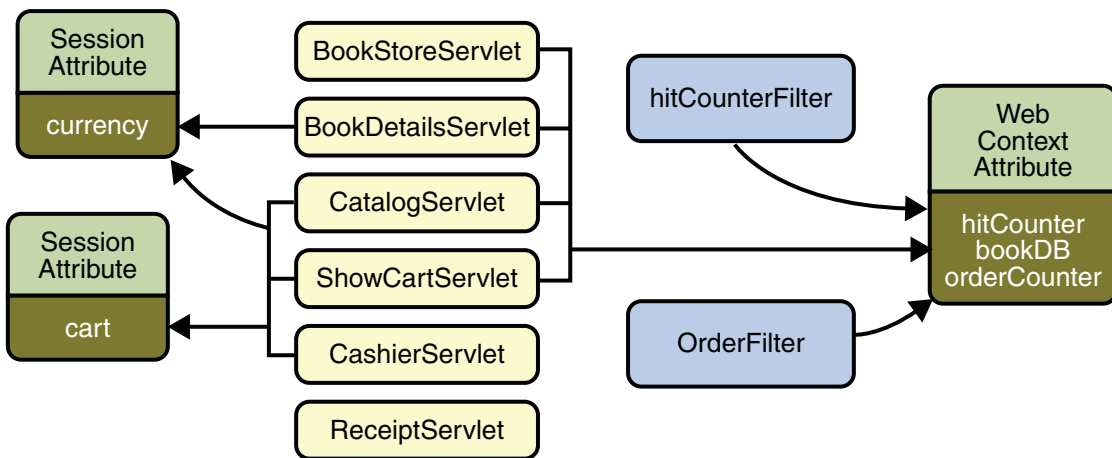 Session
Attribute
currency
Session
Attribute
cart
BookStoreServlet
BookDetailsServlet
CatalogServlet
ShowCartServlet
CashierServlet
ReceiptServlet
hitCounterFilter
OrderFilter
Web
Context
Attribute
hitCounter
bookDB
orderCounter